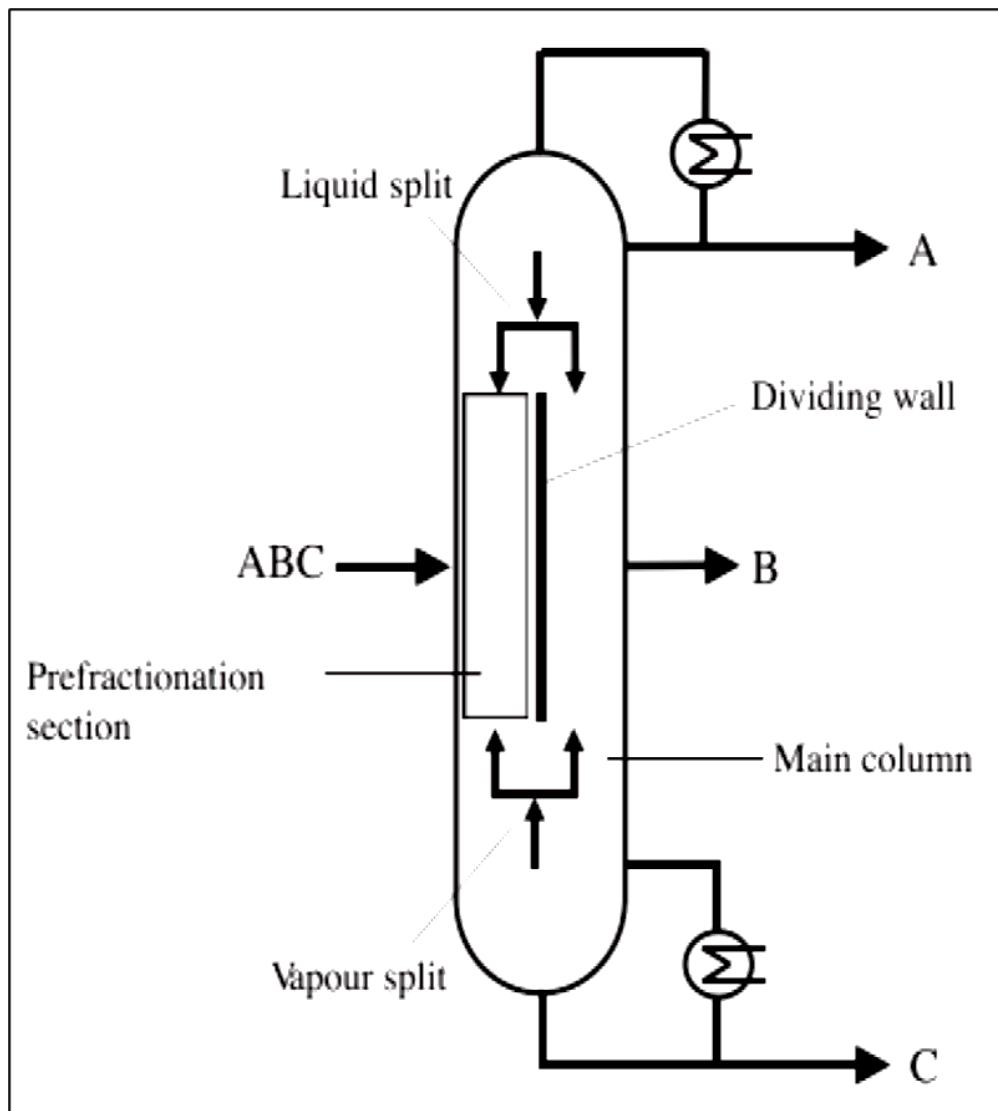 Liquid split
A
Dividing wall
ABC
B
Prefractionation
section
Main column
Vapour split
C